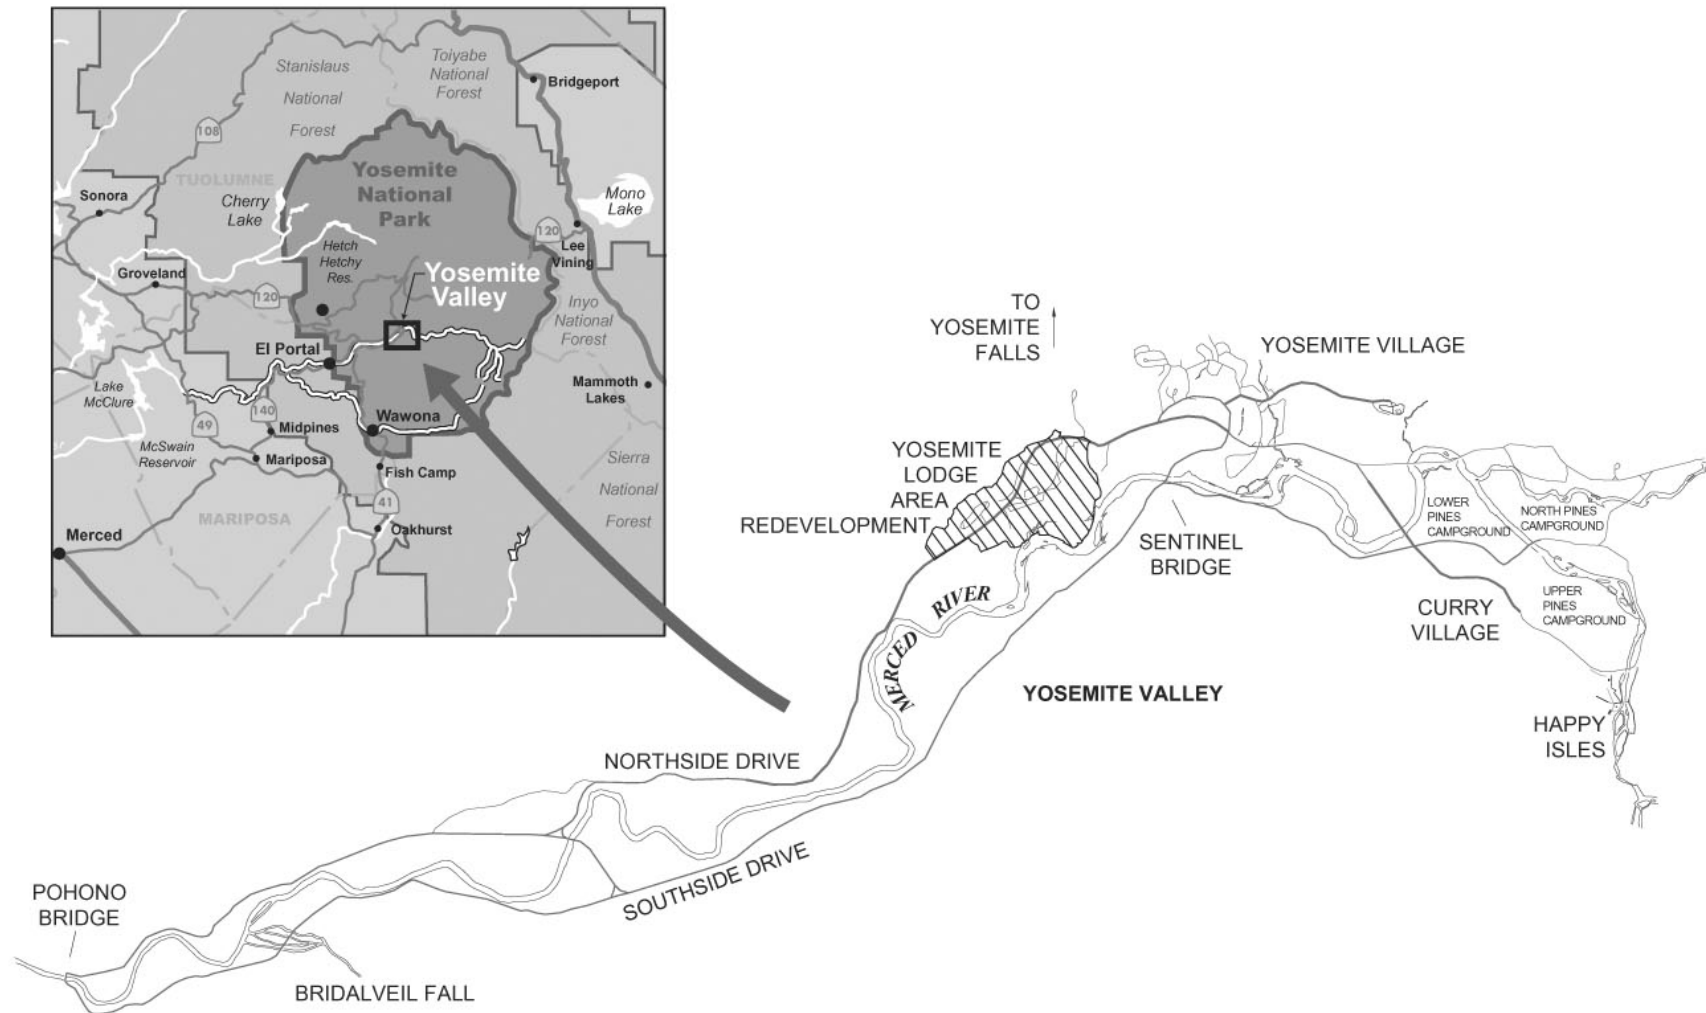 Stanislaus
National
Forest
Toiyabe
National
Forest
Bridgeport
108
TUOLUMNE
Yosemite
National
Park
Sonora
Cherry
Lake
Mono
Lake
120
Lee
Vining
Hetch
Hetchy
Res.
Groveland
120
Yosemite
Valley
Inyo
National
Forest
El Portal
Lake
McClure
Mammoth
Lakes
140
49
Wawona
Midpines
McSwain
Reservoir
Mariposa
Fish Camp
Sierra
National
Forest
41
MARIPOSA
Oakhurst
Merced
TO
YOSEMITE
FALLS
YOSEMITE VILLAGE
YOSEMITE
LODGE
AREA
REDEVELOPMENT
LOWER
PINES
CAMPGROUND
NORTH PINES
CAMPGROUND
SENTINEL
BRIDGE
UPPER
PINES
CAMPGROUND
CURRY
VILLAGE
MERCED RIVER
YOSEMITE VALLEY
HAPPY
ISLES
NORTHSIDE DRIVE
SOUTHSIDE DRIVE
POHONO
BRIDGE
BRIDALVEIL FALL